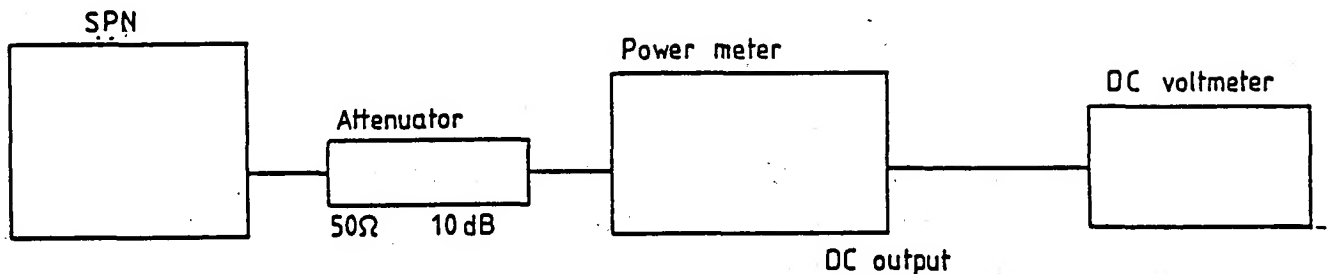 SPN
Power meter
DC voltmeter
Attenuator
50Ω 10 dB
DC output